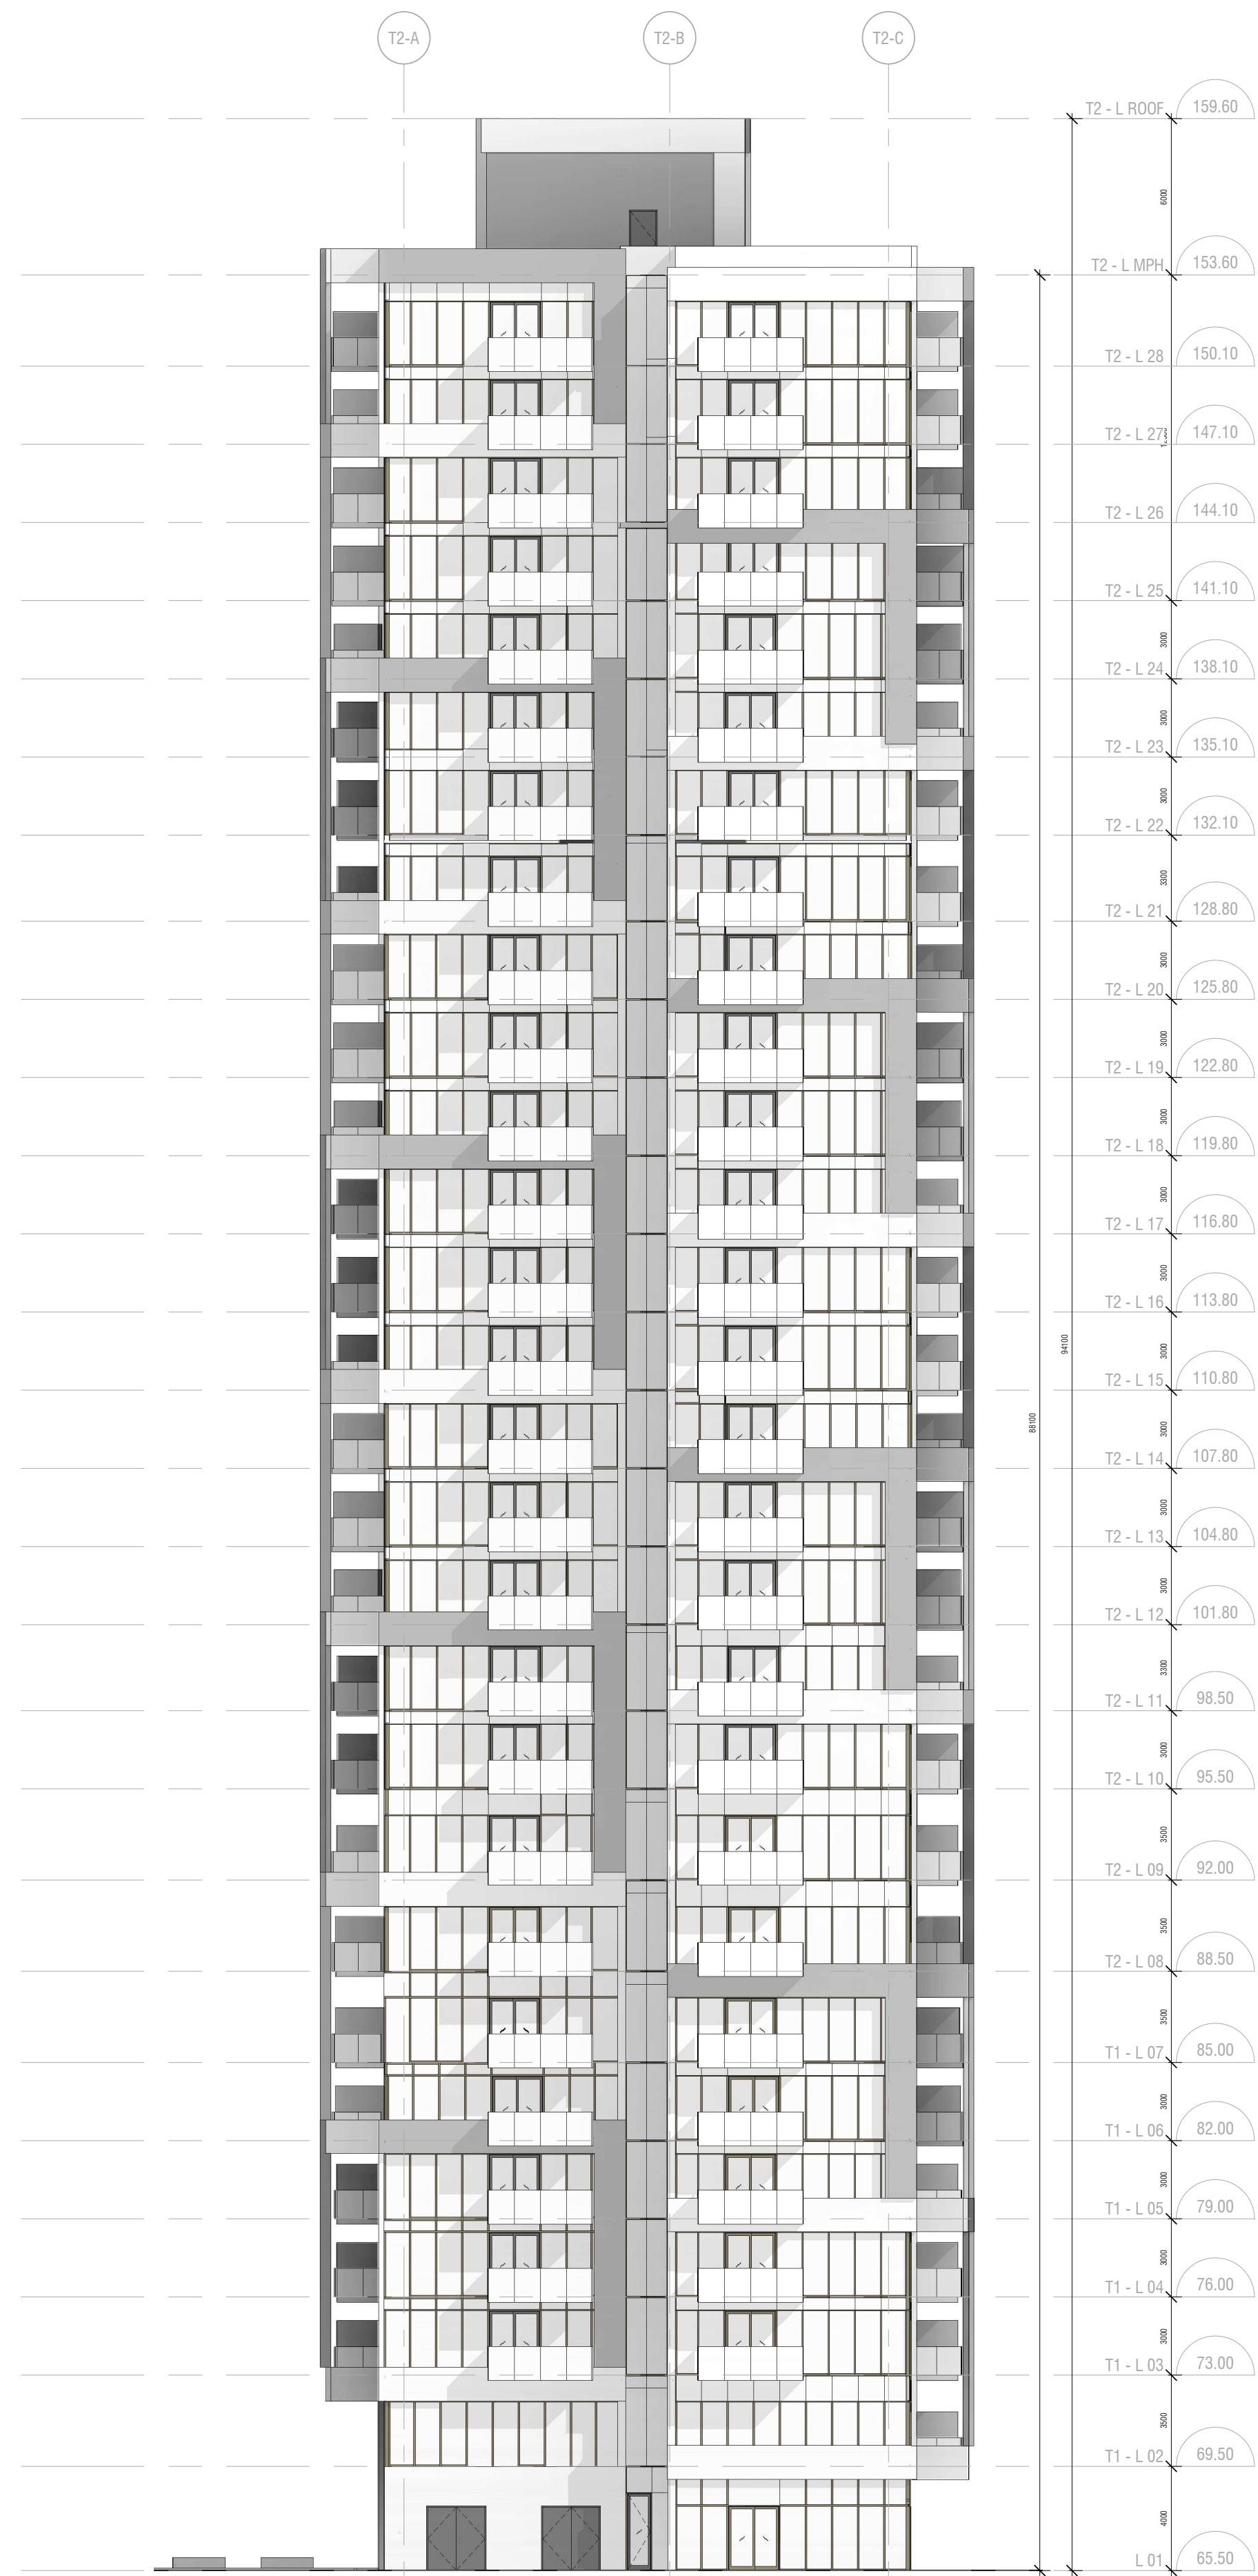 T2-A T2-B T2-C
T2 - L ROOF 159.60
6000
T2 - L MPH 153.60
T2 - L 28 150.10
T2 - L 27 147.10
T2 - L 26 144.10
T2 - L 25 141.10
3000
T2 - L 24 138.10
3000
T2 - L 23 135.10
3000
T2 - L 22 132.10
3300
T2 - L 21 128.80
3000
T2 - L 20 125.80
3000
T2 - L 19 122.80
3000
T2 - L 18 119.80
3000
T2 - L 17 116.80
3000
T2 - L 16 113.80
94100
3000
T2 - L 15 110.80
88100
3000
T2 - L 14 107.80
3000
T2 - L 13 104.80
3000
T2 - L 12 101.80
3300
T2 - L 11 98.50
3000
T2 - L 10 95.50
3500
T2 - L 09 92.00
3500
T2 - L 08 88.50
3500
T1 - L 07 85.00
3000
T1 - L 06 82.00
3000
T1 - L 05 79.00
3000
T1 - L 04 76.00
3000
T1 - L 03 73.00
3500
T1 - L 02 69.50
4000
L 01 65.50